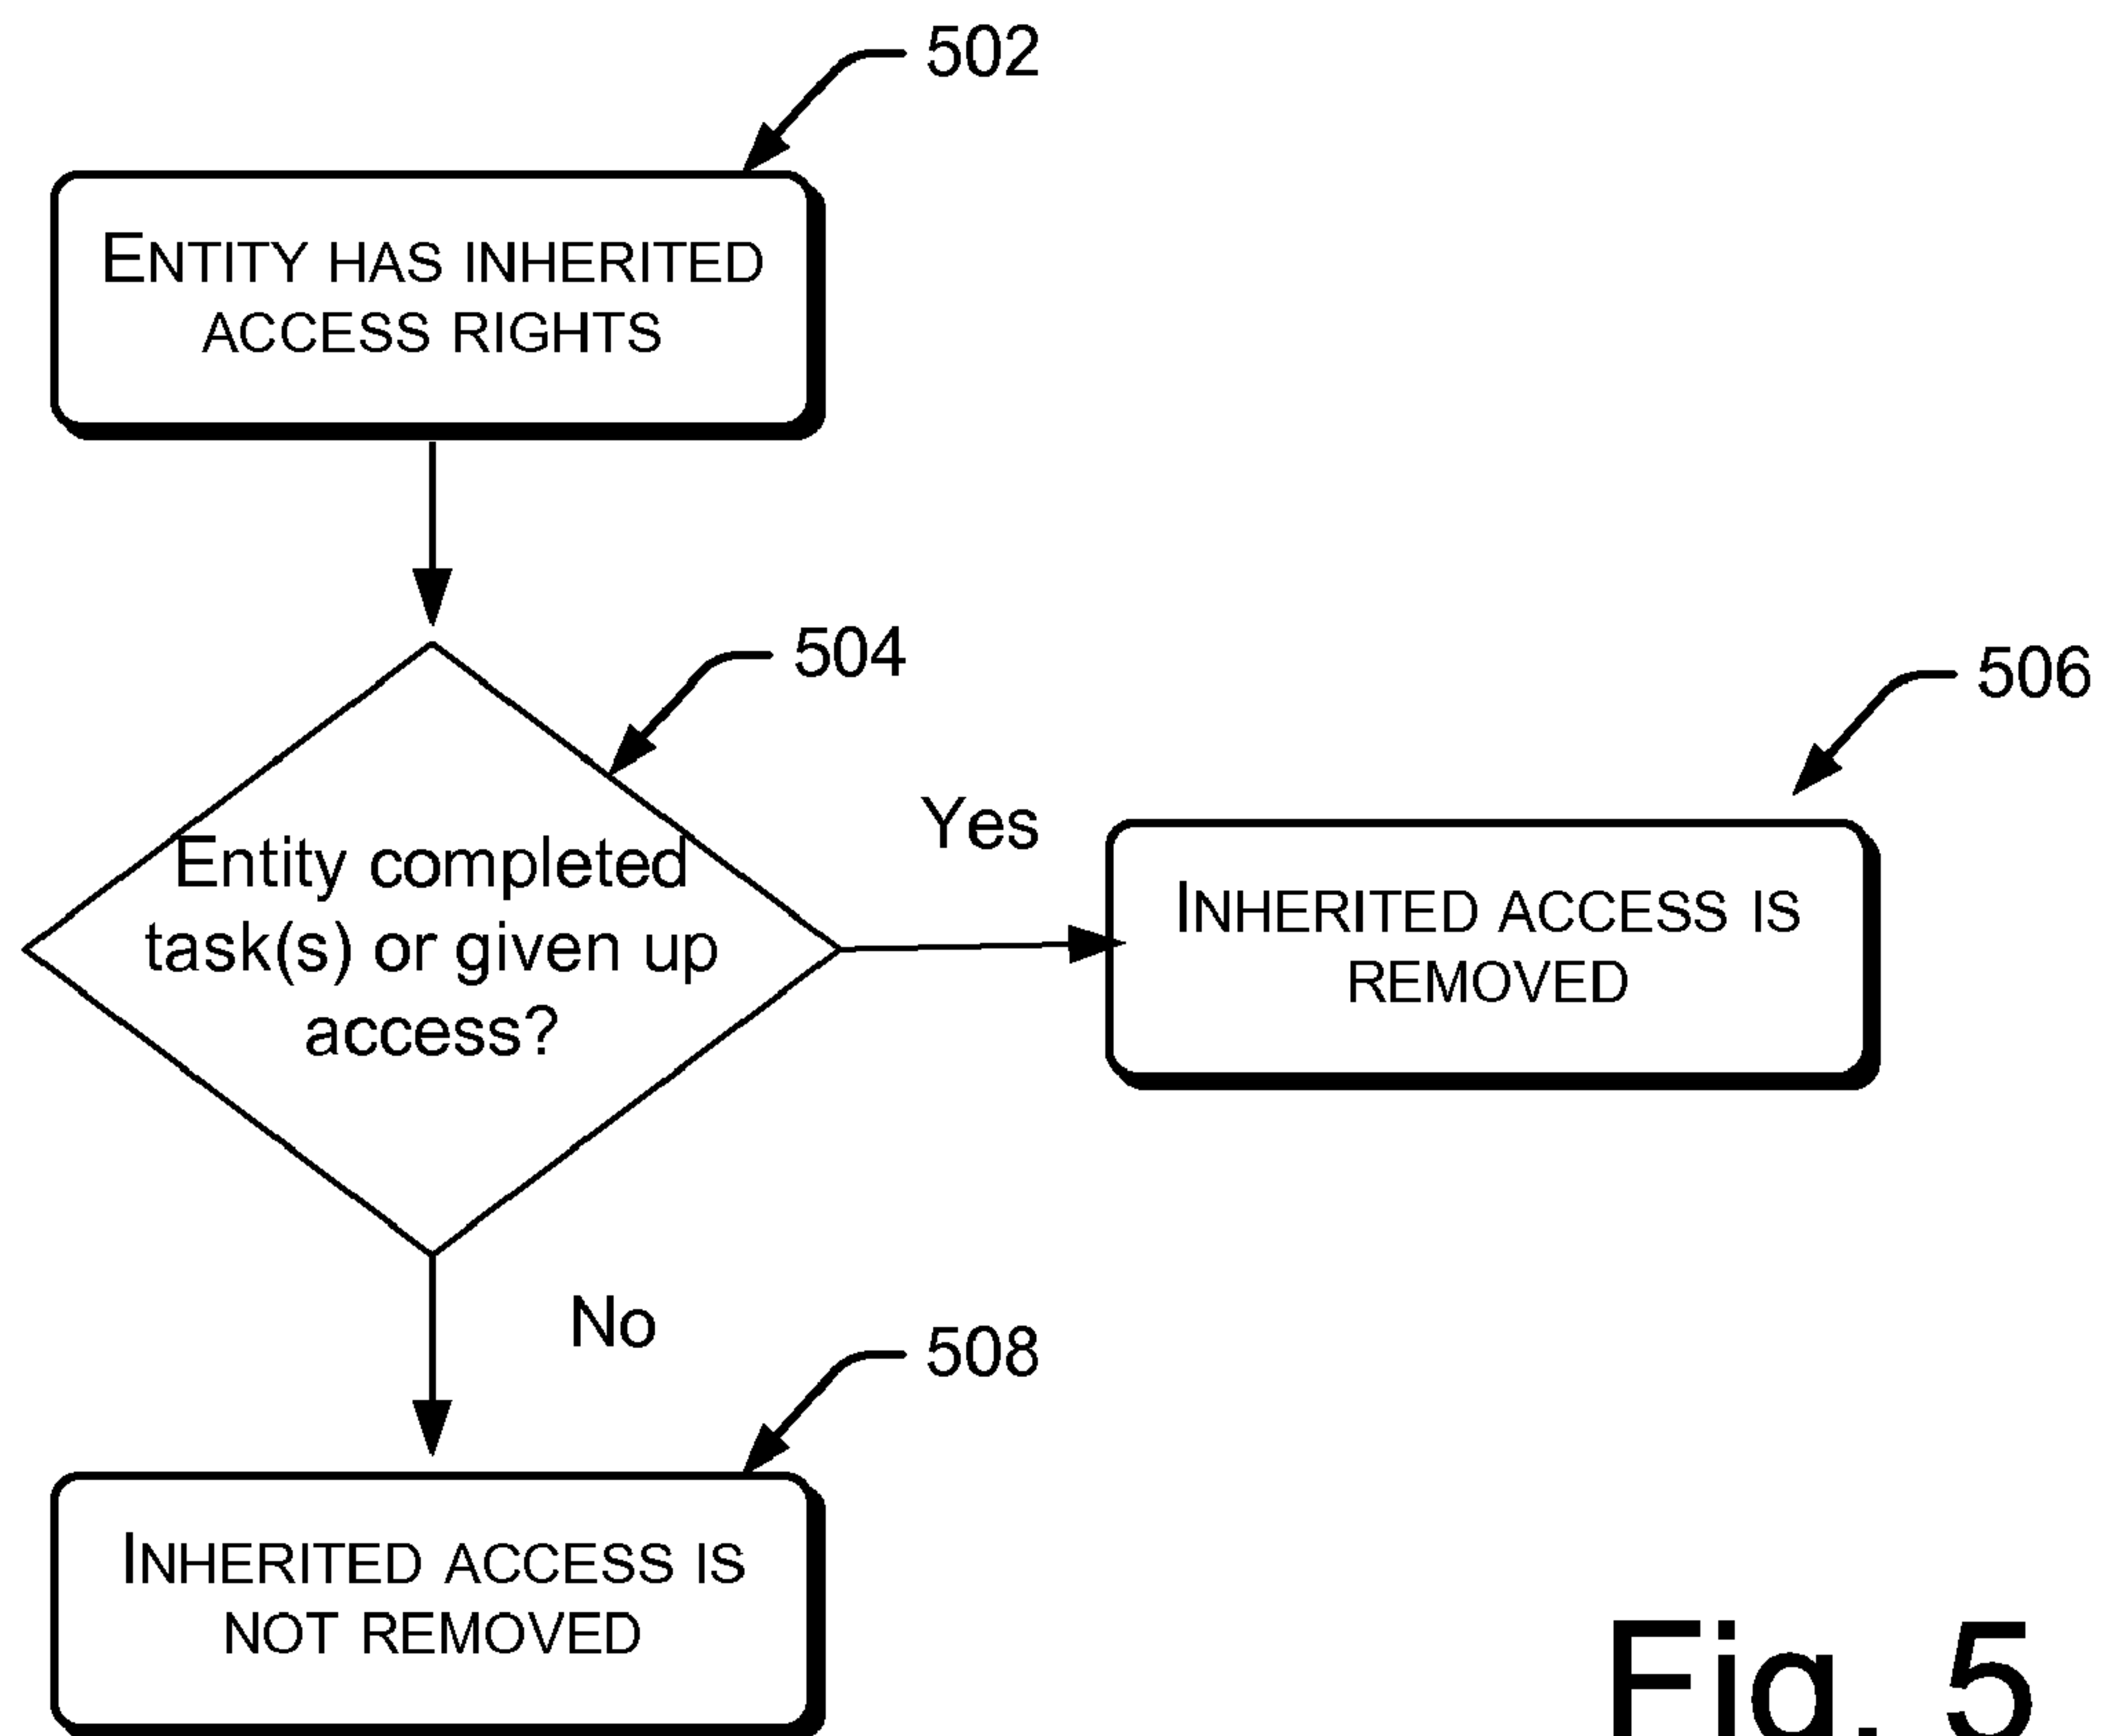 502
ENTITY HAS INHERITED
ACCESS RIGHTS
504
506
Entity completed
task(s) or given up
access?
Yes
INHERITED ACCESS IS
REMOVED
No
508
INHERITED ACCESS IS
NOT REMOVED
Fig. 5